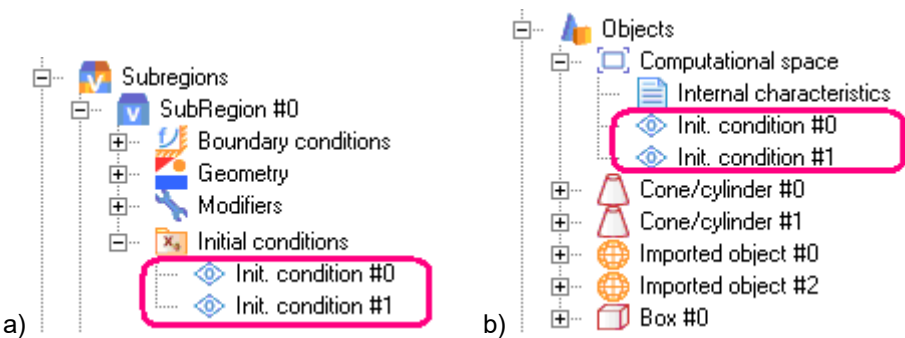 Subregions
SubRegion #0
Boundary conditions
Geometry
Modifiers
Initial conditions
Init. condition #0
Init. condition #1
a)
Objects
Computational space
Internal characteristics
Init. condition #0
Init. condition #1
Cone/cylinder #0
Cone/cylinder #1
Imported object #0
Imported object #2
Box #0
b)